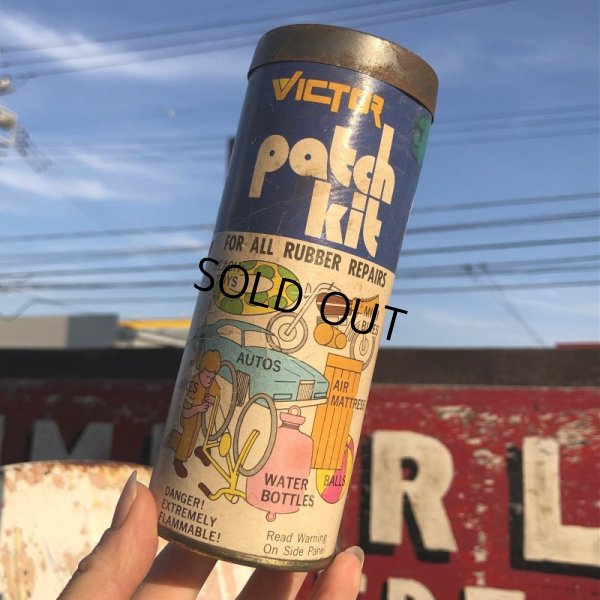 VICTOR
patch
kit
FOR ALL RUBBER REPAIRS
SOLD OUT
AUTOS
AIR
MATTRESS
WATER
BOTTLES
BALLS
DANGER!
EXTREMELY
FLAMMABLE!
Read Warning
On Side Panel
RL